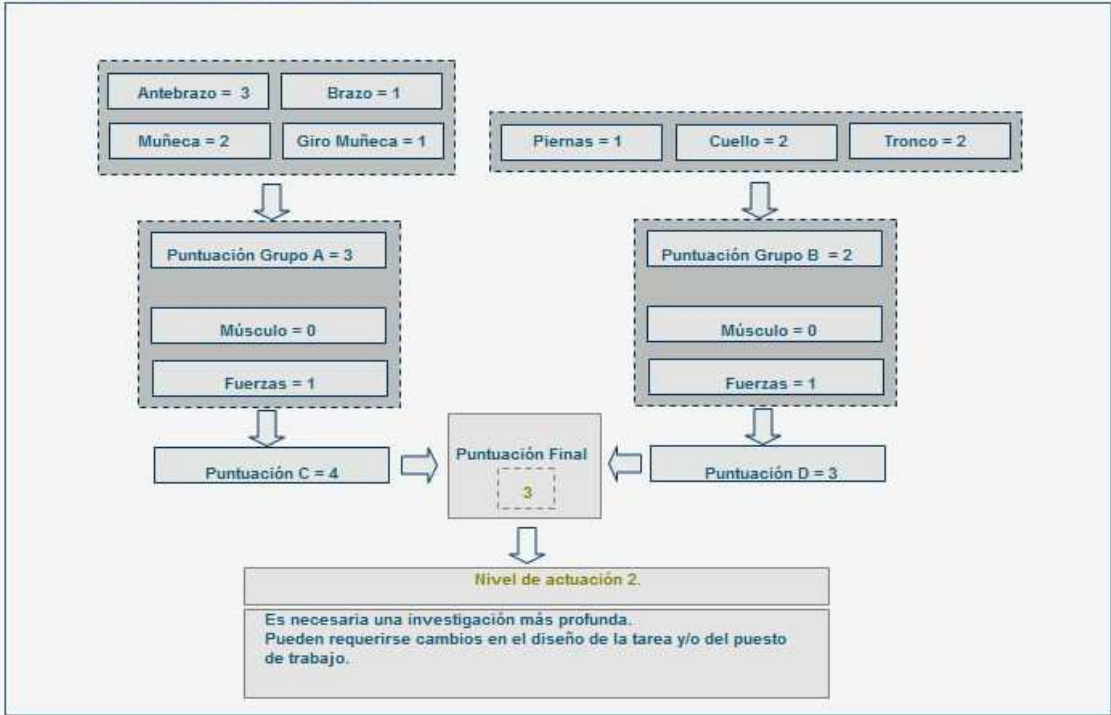 Antebrazo = 3
Brazo = 1
Muñeca = 2
Giro Muñeca = 1
Piernas = 1
Cuello = 2
Tronco = 2
Puntuación Grupo A = 3
Músculo = 0
Fuerzas = 1
Puntuación Grupo B = 2
Músculo = 0
Fuerzas = 1
Puntuación C = 4
Puntuación Final
3
Puntuación D = 3
Nivel de actuación 2.
Es necesaria una investigación más profunda.
Pueden requerirse cambios en el diseño de la tarea y/o del puesto
de trabajo.